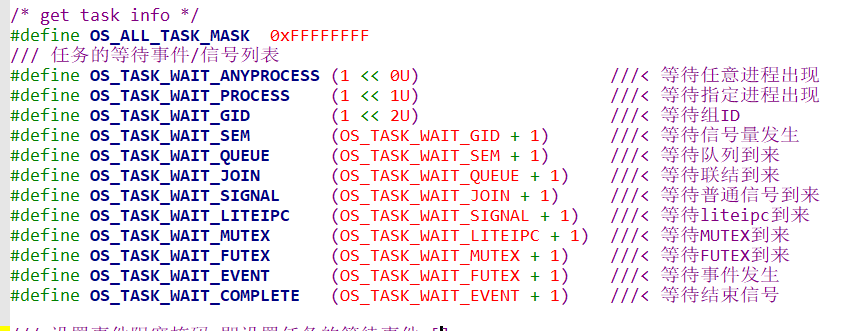 /* get task info */
#define OS_ALL_TASK_MASK  0xFFFFFFFF
/// 任务的等待事件/信号列表
#define OS_TASK_WAIT_ANYPROCESS (1 << 0U)                   ///< 等待任意进程出现
#define OS_TASK_WAIT_PROCESS    (1 << 1U)                   ///< 等待指定进程出现
#define OS_TASK_WAIT_GID        (1 << 2U)                   ///< 等待组ID
#define OS_TASK_WAIT_SEM        (OS_TASK_WAIT_GID + 1)      ///< 等待信号量发生
#define OS_TASK_WAIT_QUEUE      (OS_TASK_WAIT_SEM + 1)      ///< 等待队列到来
#define OS_TASK_WAIT_JOIN       (OS_TASK_WAIT_QUEUE + 1)    ///< 等待联结到来
#define OS_TASK_WAIT_SIGNAL     (OS_TASK_WAIT_JOIN + 1)     ///< 等待普通信号到来
#define OS_TASK_WAIT_LITEIPC    (OS_TASK_WAIT_SIGNAL + 1)   ///< 等待liteipc到来
#define OS_TASK_WAIT_MUTEX      (OS_TASK_WAIT_LITEIPC + 1)  ///< 等待MUTEX到来
#define OS_TASK_WAIT_FUTEX      (OS_TASK_WAIT_MUTEX + 1)    ///< 等待FUTEX到来
#define OS_TASK_WAIT_EVENT      (OS_TASK_WAIT_FUTEX + 1)    ///< 等待事件发生
#define OS_TASK_WAIT_COMPLETE   (OS_TASK_WAIT_EVENT + 1)    ///< 等待结束信号